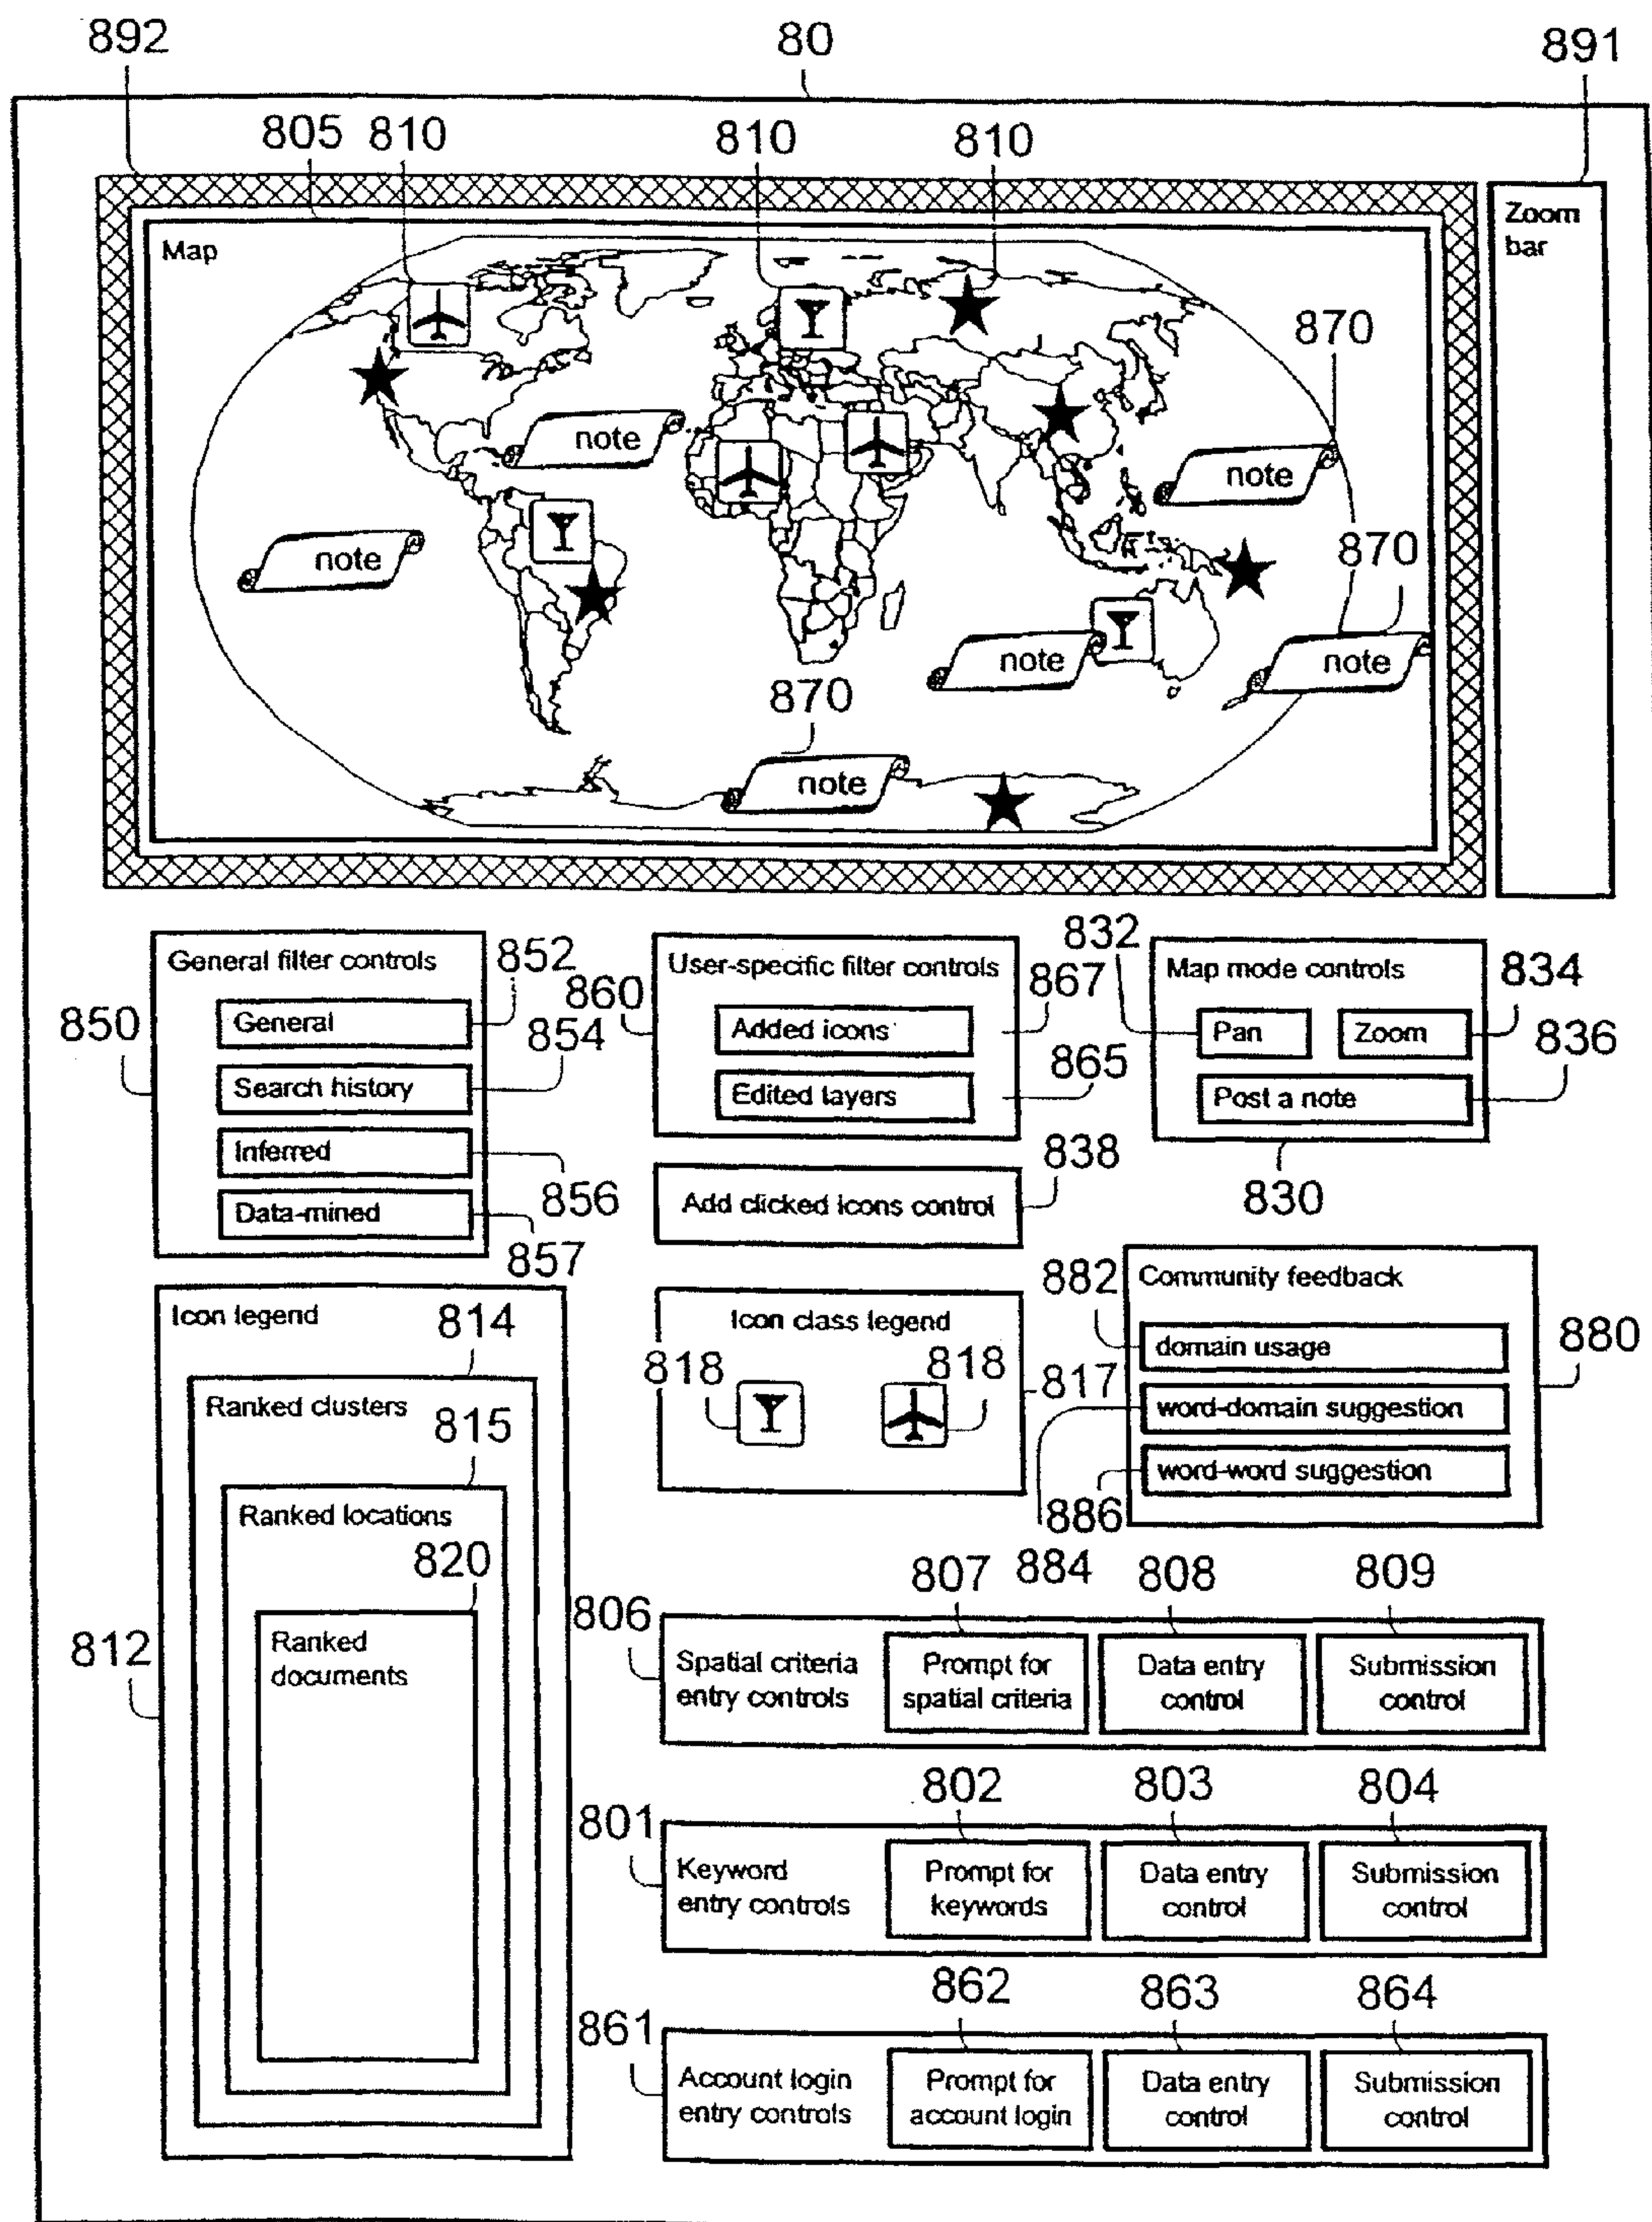 892
80
891
805
810
810
810
Map
Zoom
bar
870
note
note
note
870
note
note
870
note
General filter controls
852
General
854
850
Search history
Inferred
856
Data-mined
857
860
User-specific filter controls
867
Added icons
865
Edited layers
838
Add clicked icons control
832
Map mode controls
834
Pan
Zoom
836
Post a note
830
Icon legend
814
Ranked clusters
815
Ranked locations
820
Ranked
documents
812
Icon class legend
818
818
817
882
Community feedback
880
domain usage
word-domain suggestion
word-word suggestion
886
884
807
808
809
806
Spatial criteria
entry controls
Prompt for
spatial criteria
Data entry
control
Submission
control
802
803
804
801
Keyword
entry controls
Prompt for
keywords
Data entry
control
Submission
control
862
863
864
861
Account login
entry controls
Prompt for
account login
Data entry
control
Submission
control